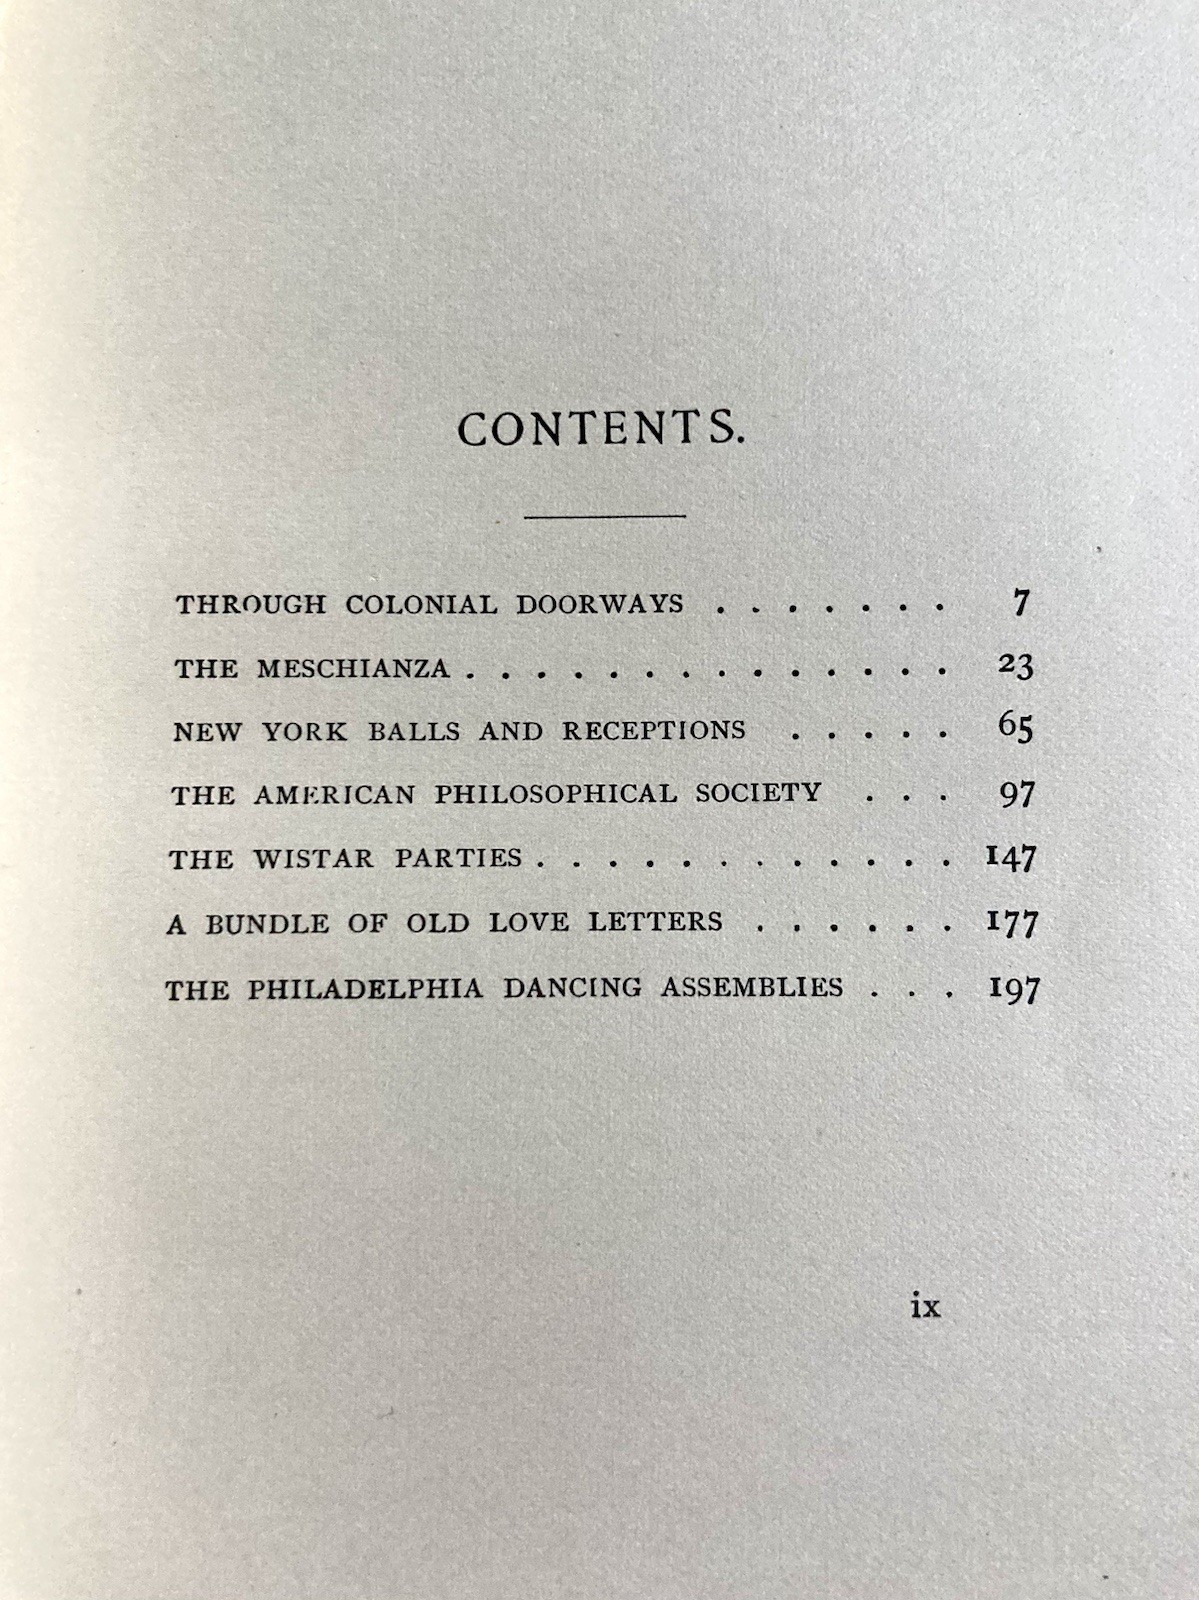 CONTENTS.
THROUGH COLONIAL DOORWAYS . . . . . . . 7
THE MESCHIANZA . . . . . . . . . . . . . . 23
NEW YORK BALLS AND RECEPTIONS . . . . . 65
THE AMERICAN PHILOSOPHICAL SOCIETY . . . 97
THE WISTAR PARTIES . . . . . . . . . . . . 147
A BUNDLE OF OLD LOVE LETTERS . . . . . . 177
THE PHILADELPHIA DANCING ASSEMBLIES . . . 197
ix